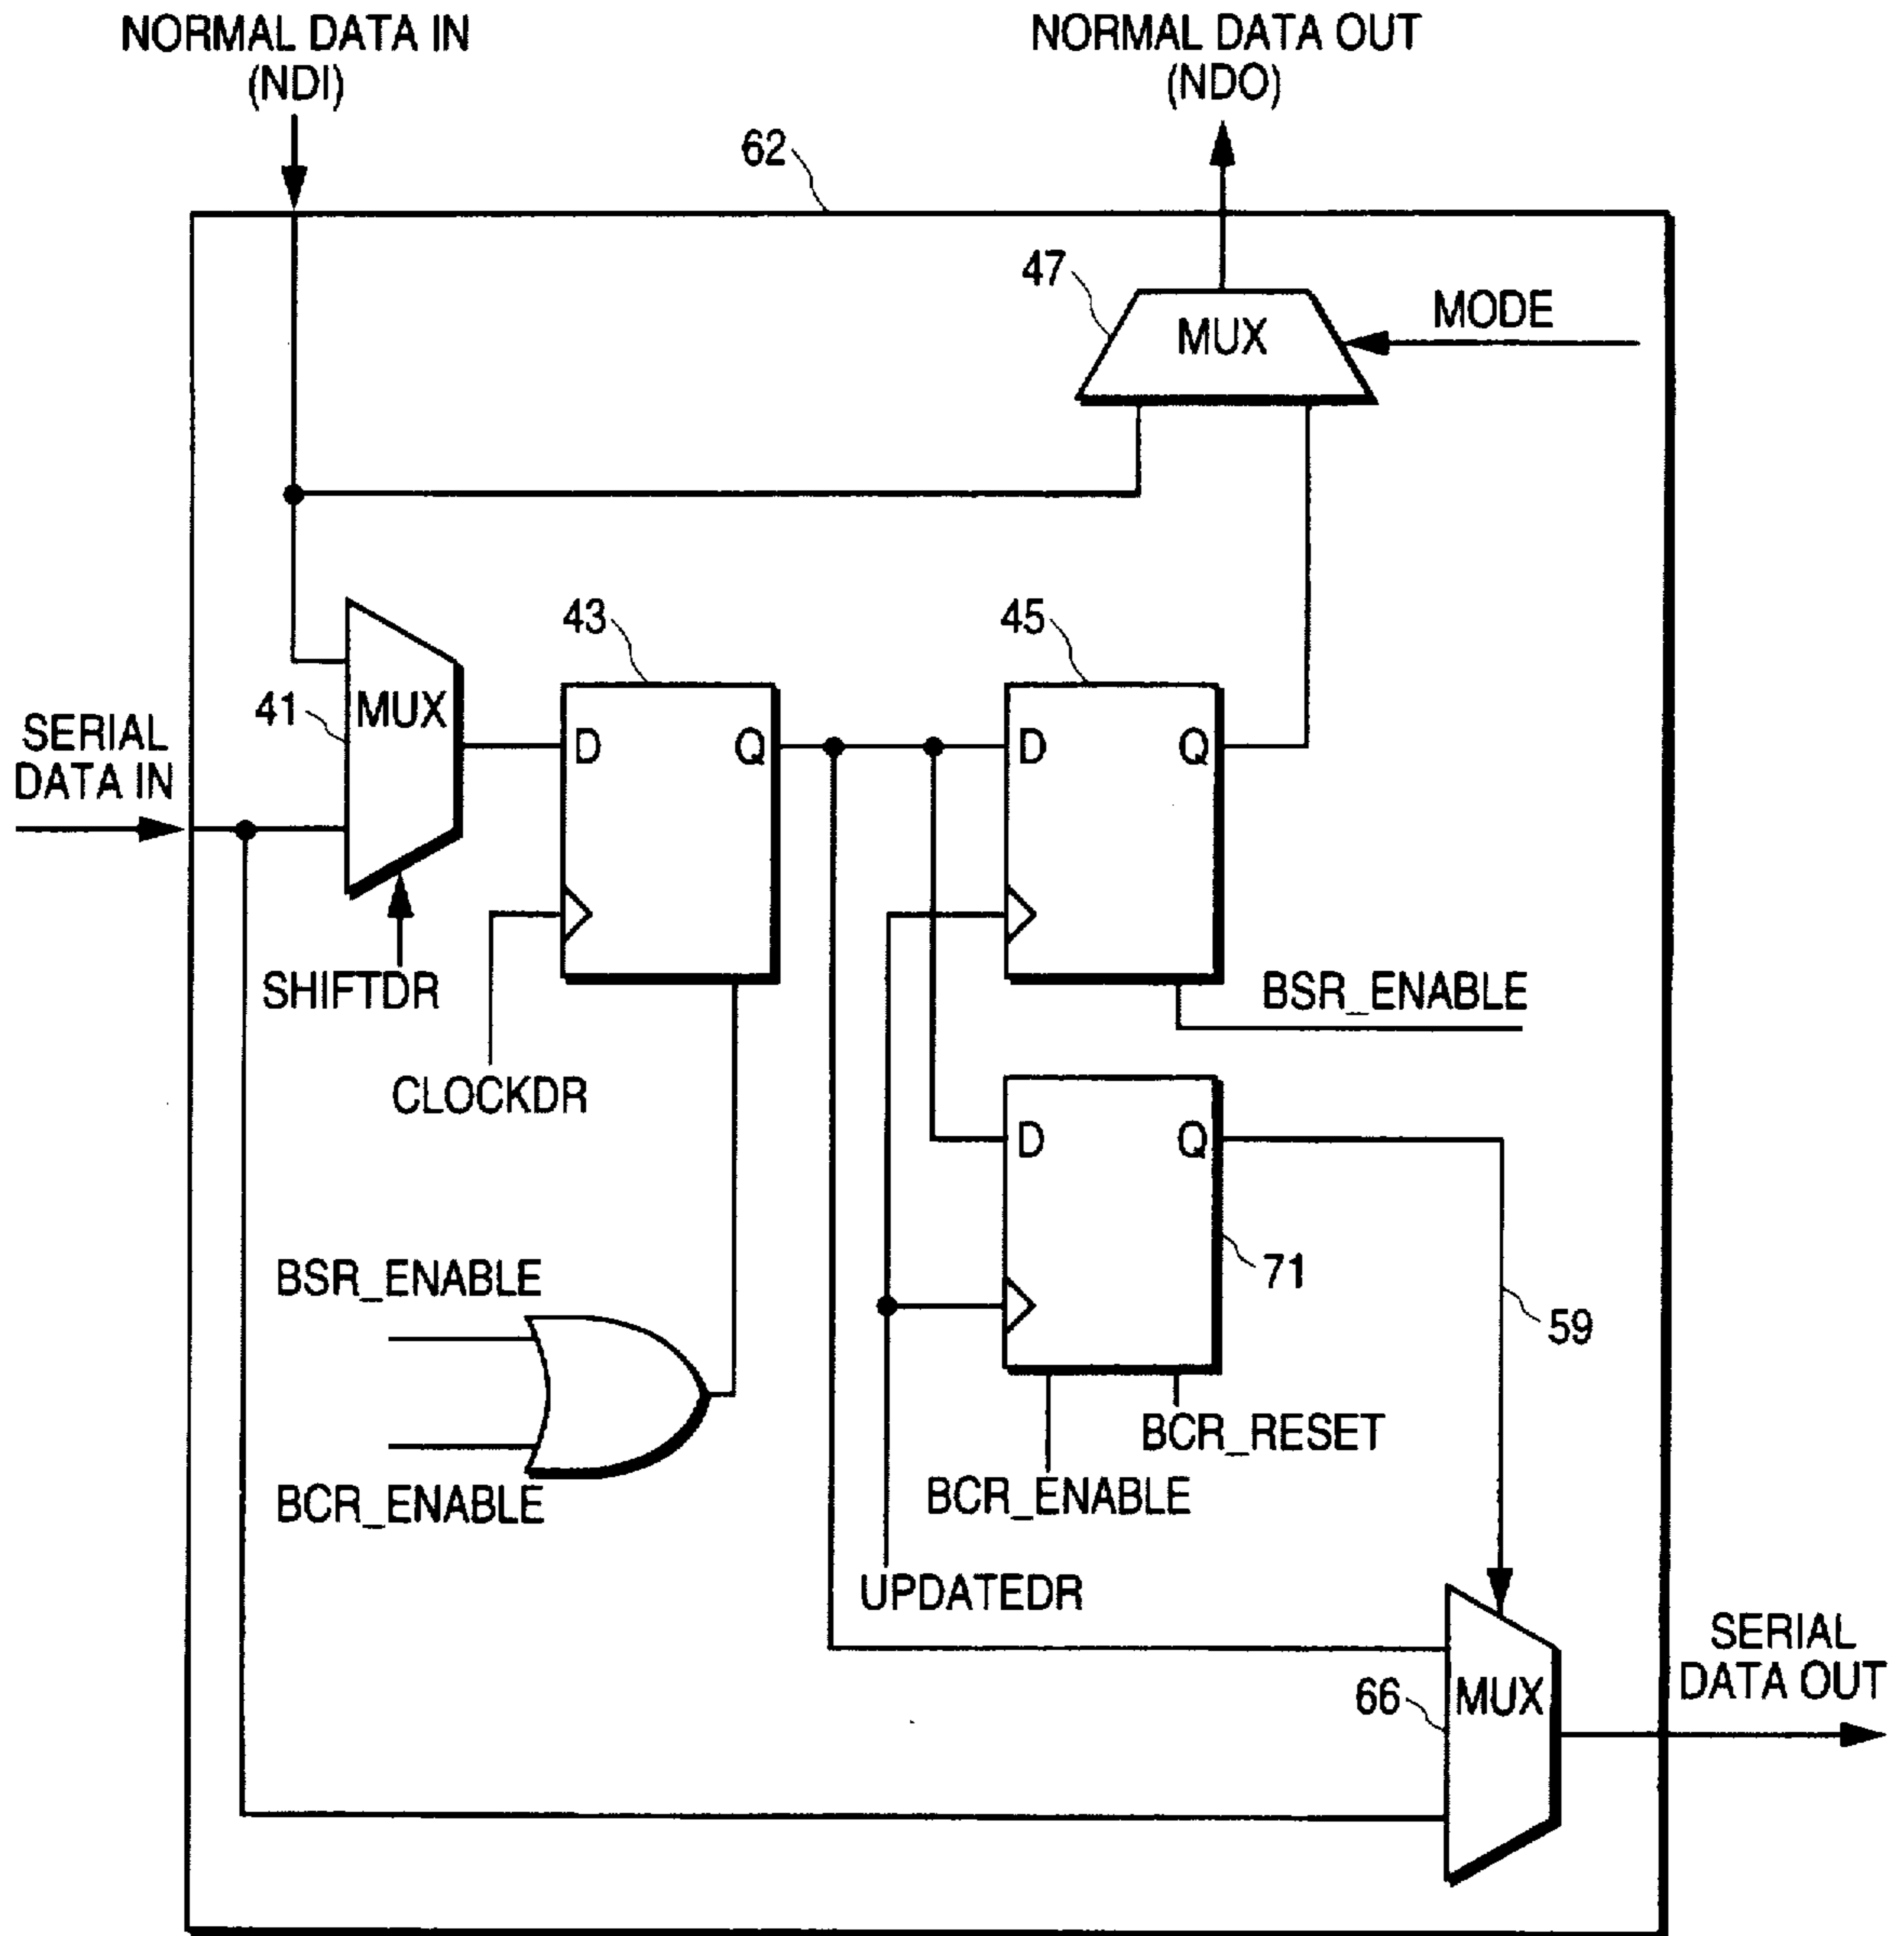 NORMAL DATA IN
(NDI)
NORMAL DATA OUT
(NDO)
62
47
MUX
MODE
43
45
41
MUX
SERIAL
DATA IN
D
Q
D
Q
SHIFTDR
BSR_ENABLE
CLOCKDR
D
Q
71
BSR_ENABLE
59
BCR_RESET
BCR_ENABLE
BCR_ENABLE
UPDATEDR
SERIAL
DATA OUT
66
MUX